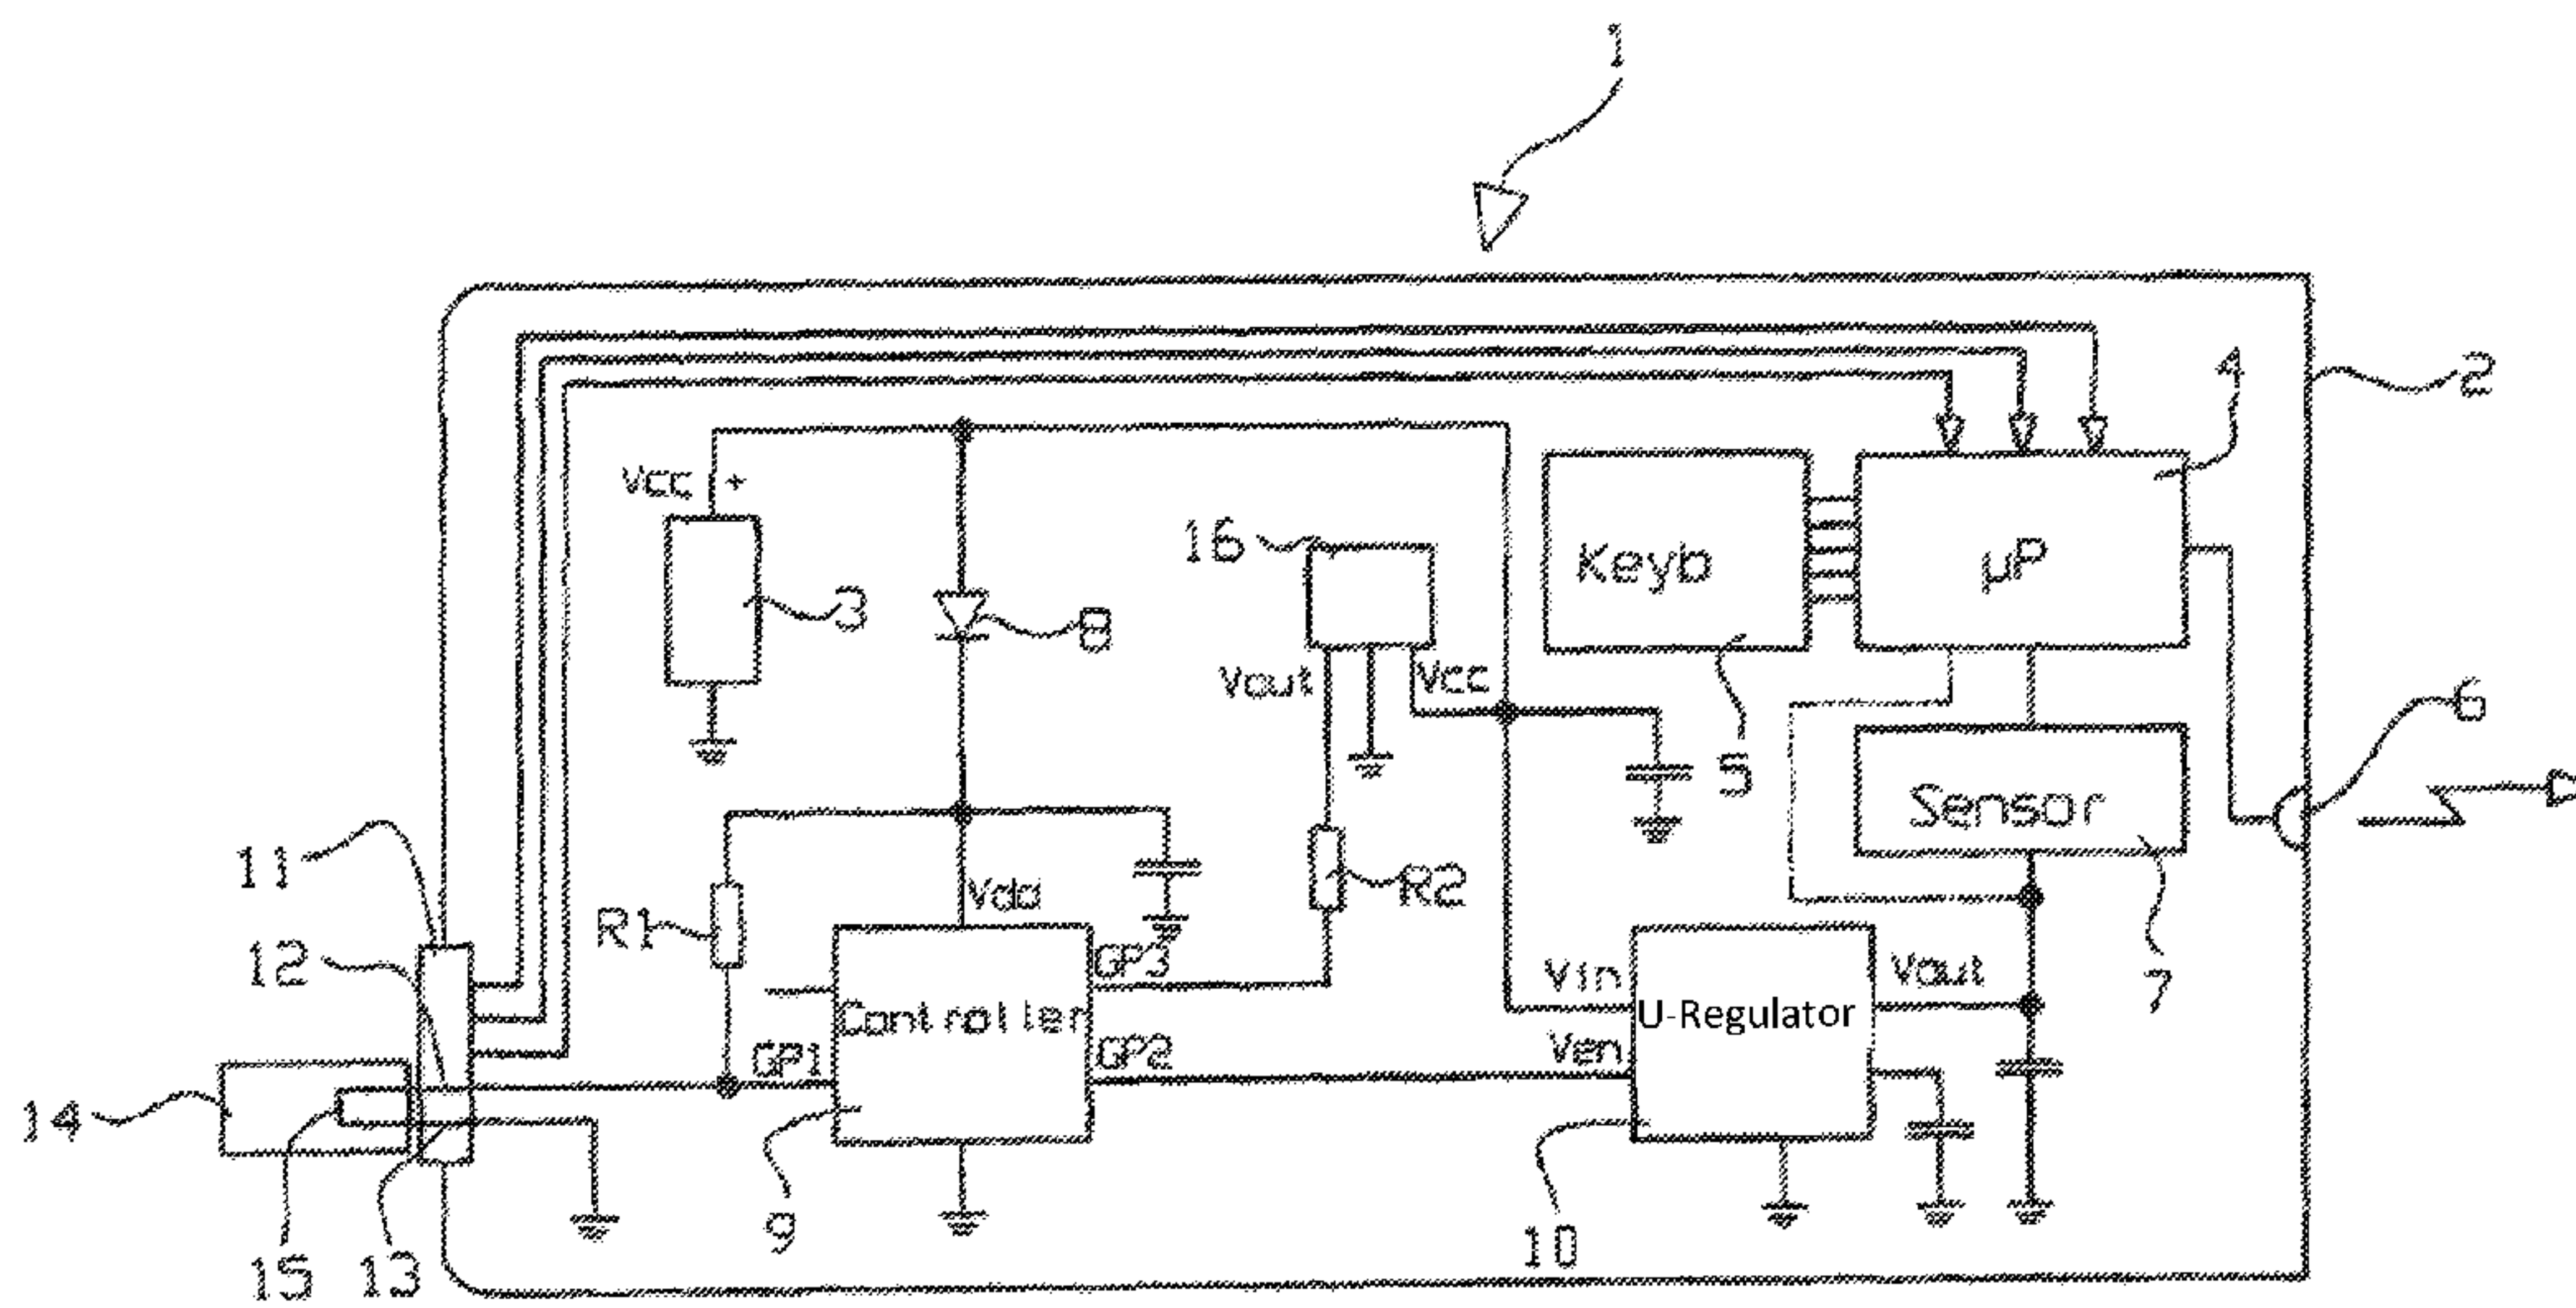 1
2
4
Vcc +
3
8
16
Keyb
µP
Vout
Vcc
5
6
Sensor
7
11
12
R1
Vdd
R2
GP3
Controller
GP1
GP2
Vin
Ven
U-Regulator
Vout
14
15
13
9
10